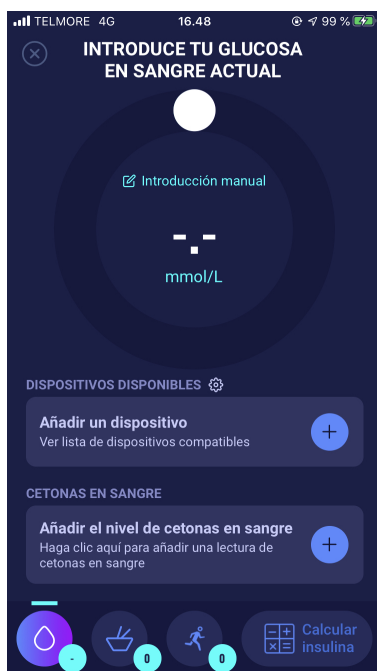 TELMORE 4G 16.48 99 %
INTRODUCE TU GLUCOSA
EN SANGRE ACTUAL
Introducción manual
-.-
mmol/L
DISPOSITIVOS DISPONIBLES
Añadir un dispositivo
Ver lista de dispositivos compatibles
+
CETONAS EN SANGRE
Añadir el nivel de cetonas en sangre
Haga clic aquí para añadir una lectura de
cetonas en sangre
+
- 0 0
Calcular
insulina